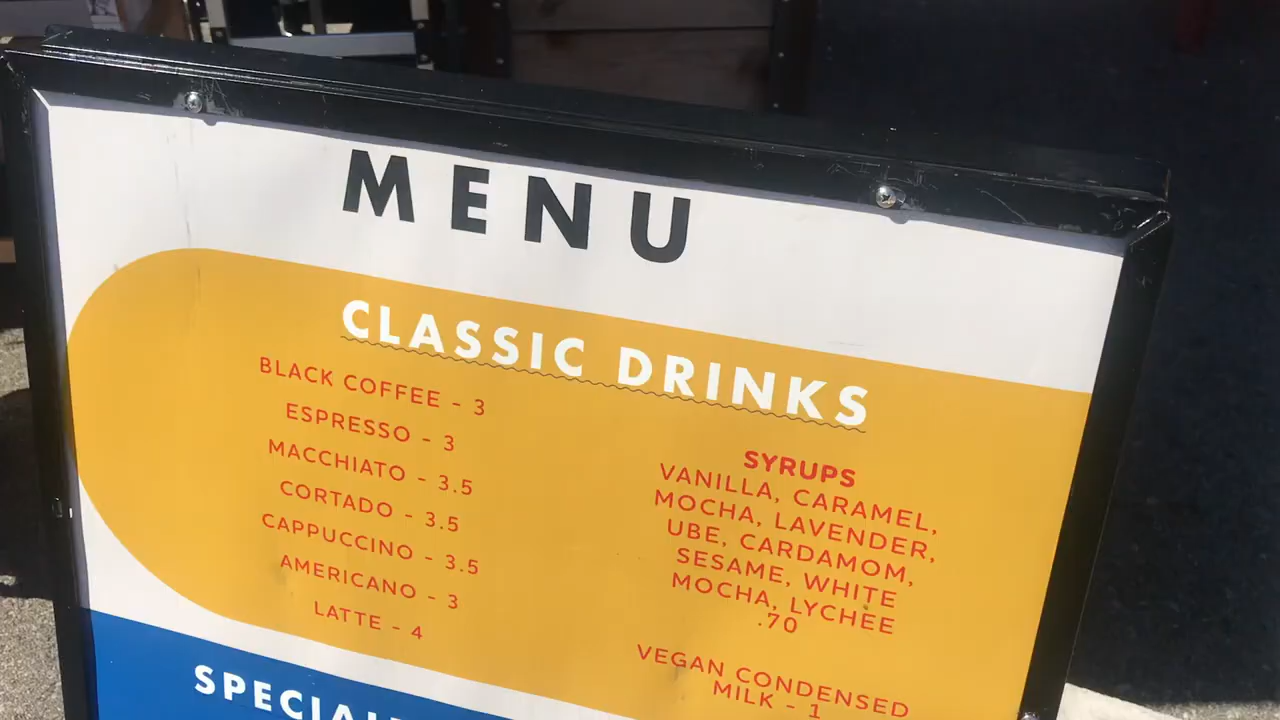 MENU
CLASSIC DRINKS
BLACK COFFEE - 3
ESPRESSO - 3
MACCHIATO - 3.5
CORTADO - 3.5
CAPPUCCINO - 3.5
AMERICANO - 3
LATTE - 4
SYRUPS
VANILLA, CARAMEL,
MOCHA, LAVENDER,
UBE, CARDAMOM,
SESAME, WHITE
MOCHA, LYCHEE
.70
VEGAN CONDENSED
MILK - 1